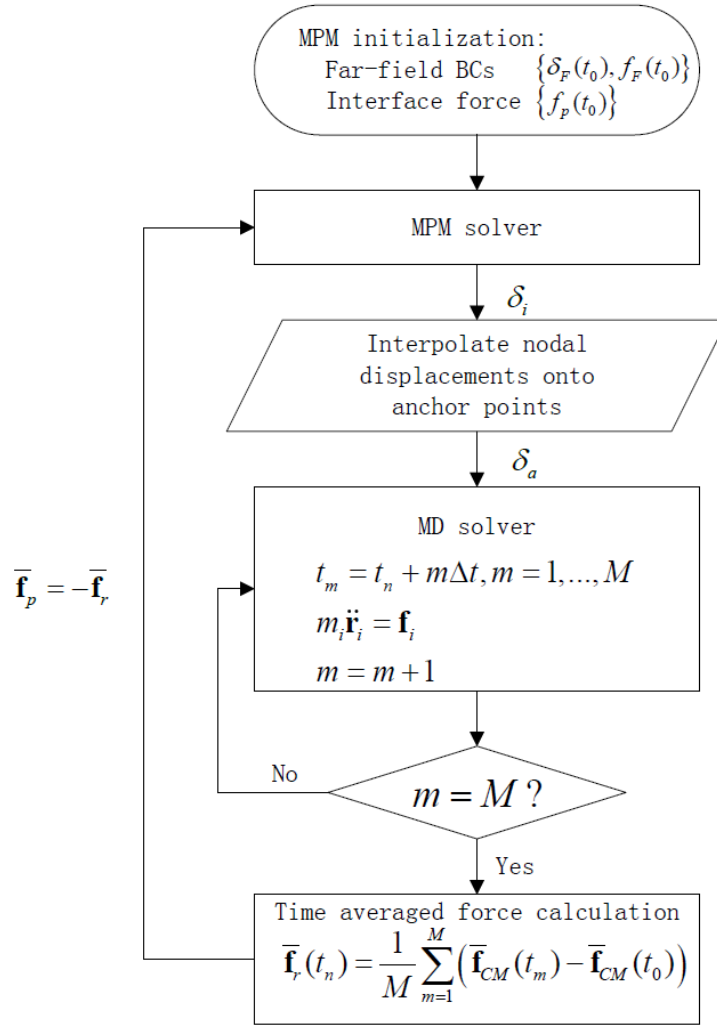 MPM initialization:
Far-field BCs {δ_F(t_0), f_F(t_0)}
Interface force {f_p(t_0)}
MPM solver
δ_i
Interpolate nodal
displacements onto
anchor points
δ_a
MD solver
t_m = t_n + mΔt, m = 1,..., M
m_i r̈_i = f_i
m = m + 1
f̅_p = −f̅_r
No
m = M ?
Yes
Time averaged force calculation
f̅_r(t_n) = 1/M ∑_{m=1}^{M} (f̅_CM(t_m) − f̅_CM(t_0))